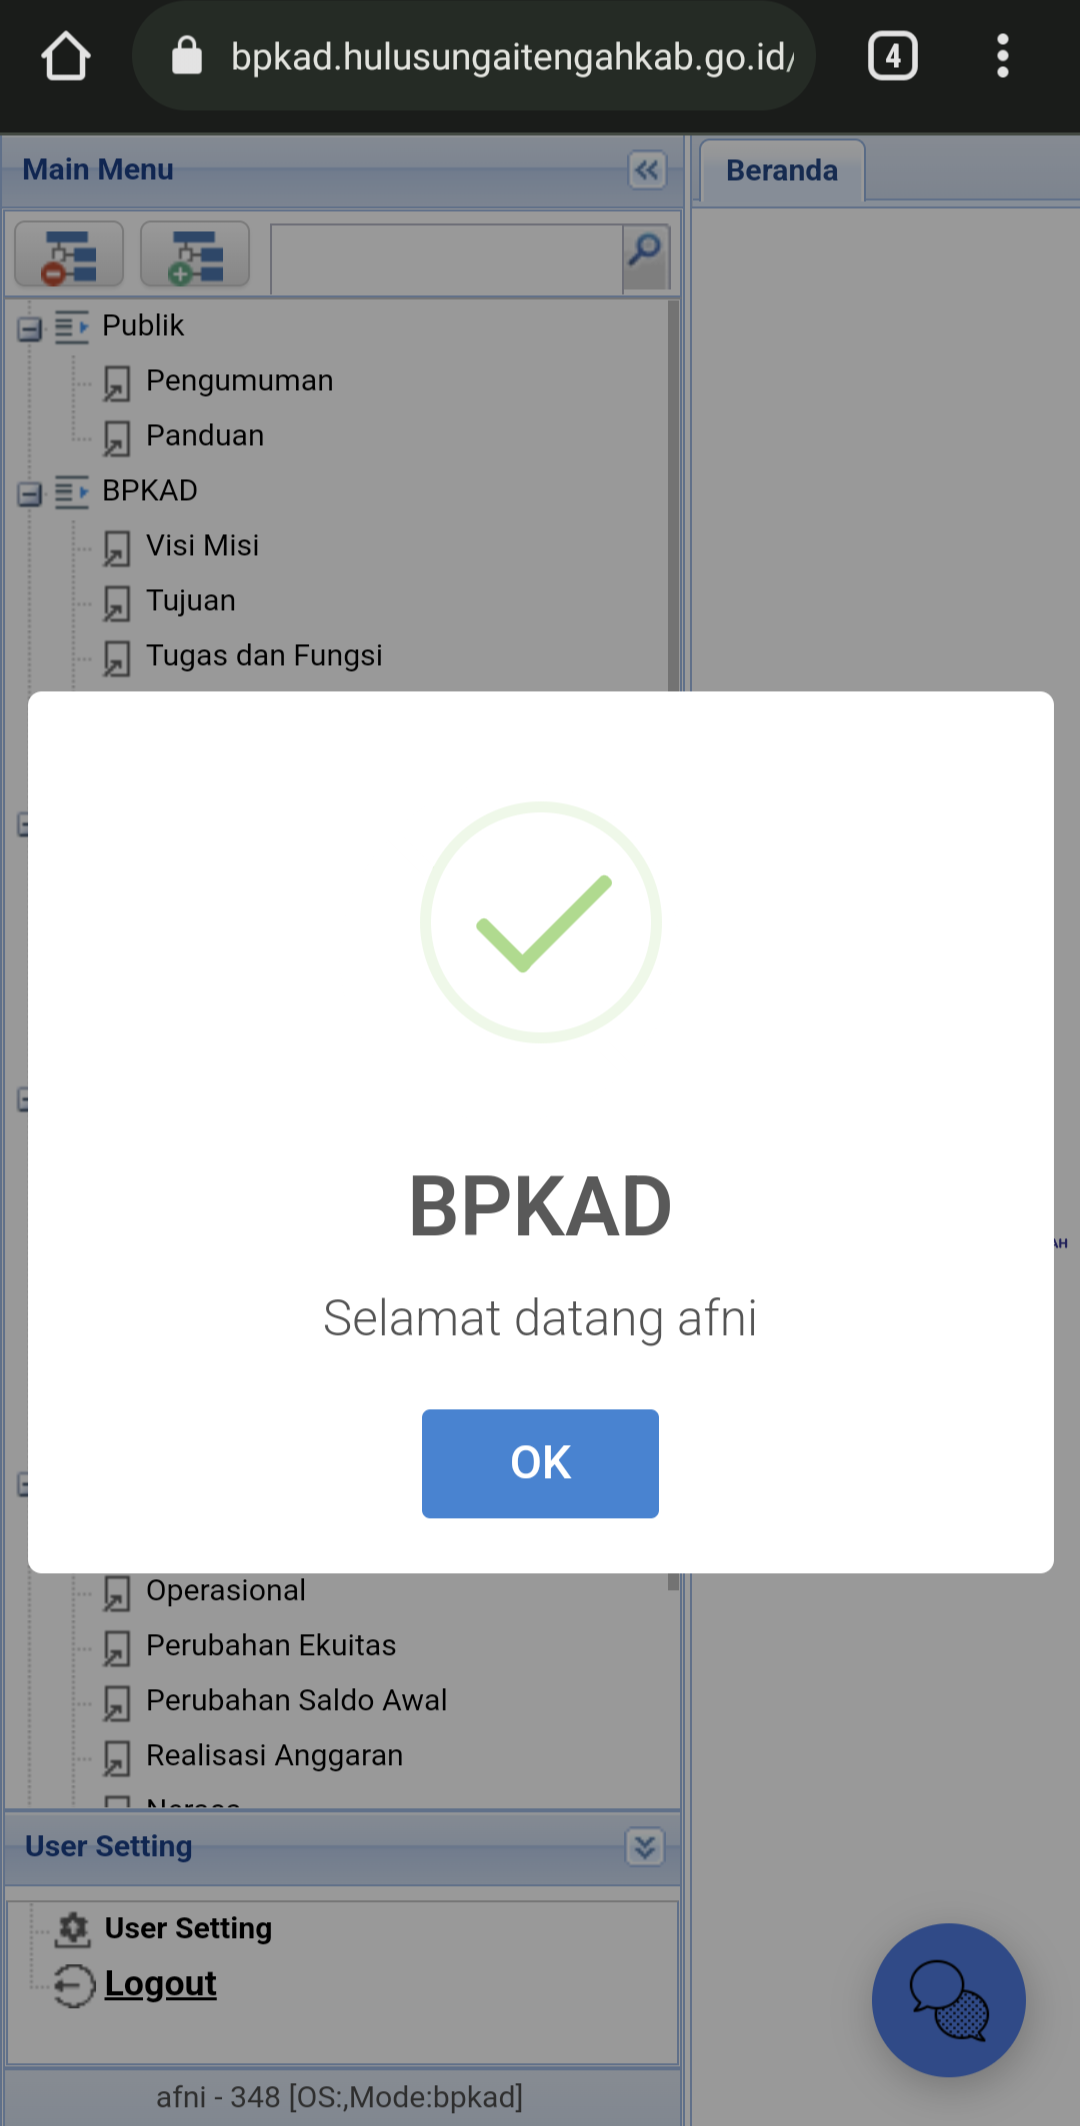 bpkad.hulusungaitengahkab.go.id/
4
Main Menu
Beranda
Publik
Pengumuman
Panduan
BPKAD
Visi Misi
Tujuan
Tugas dan Fungsi
BPKAD
AH
Selamat datang afni
OK
Operasional
Perubahan Ekuitas
Perubahan Saldo Awal
Realisasi Anggaran
User Setting
User Setting
Logout
afni - 348 [OS:,Mode:bpkad]